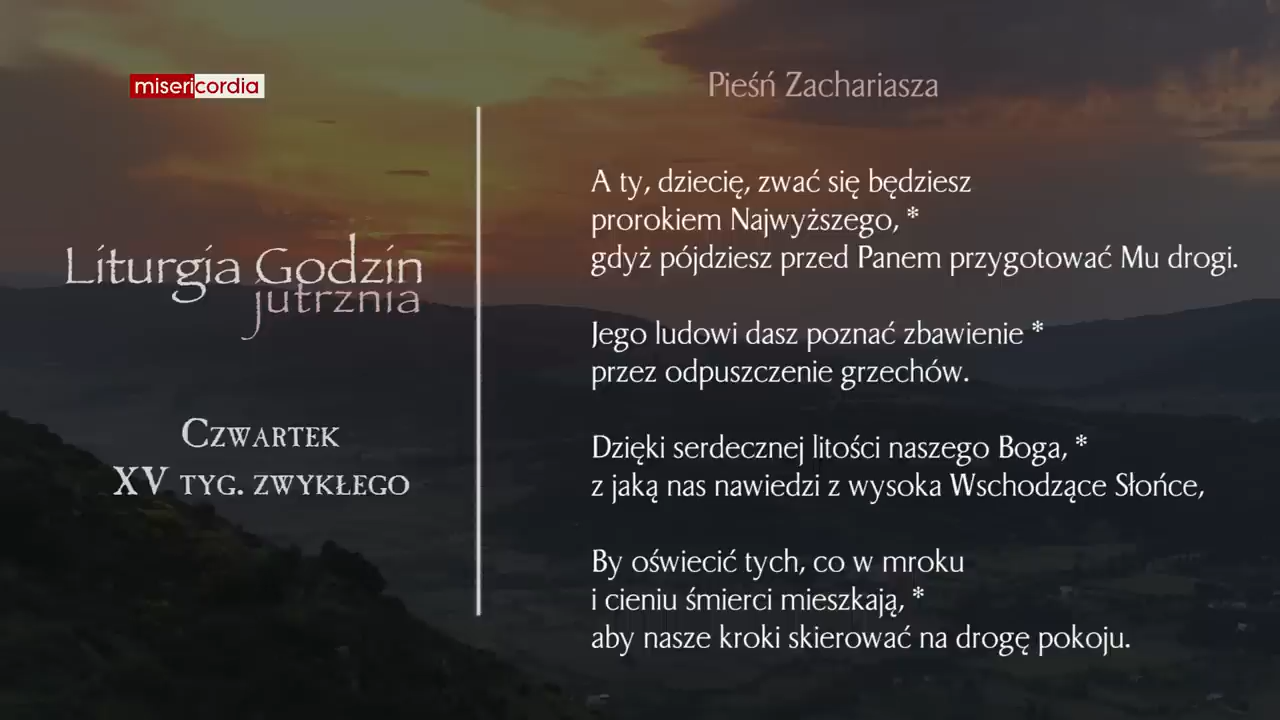 misericordia
Pieśń Zachariasza
Liturgia Godzin
jutrznia
Czwartek
XV tyg. zwykłego
A ty, dziecię, zwać się będziesz
prorokiem Najwyższego, *
gdyż pójdziesz przed Panem przygotować Mu drogi.
Jego ludowi dasz poznać zbawienie *
przez odpuszczenie grzechów.
Dzięki serdecznej litości naszego Boga, *
z jaką nas nawiedzi z wysoka Wschodzące Słońce,
By oświecić tych, co w mroku
i cieniu śmierci mieszkają, *
aby nasze kroki skierować na drogę pokoju.